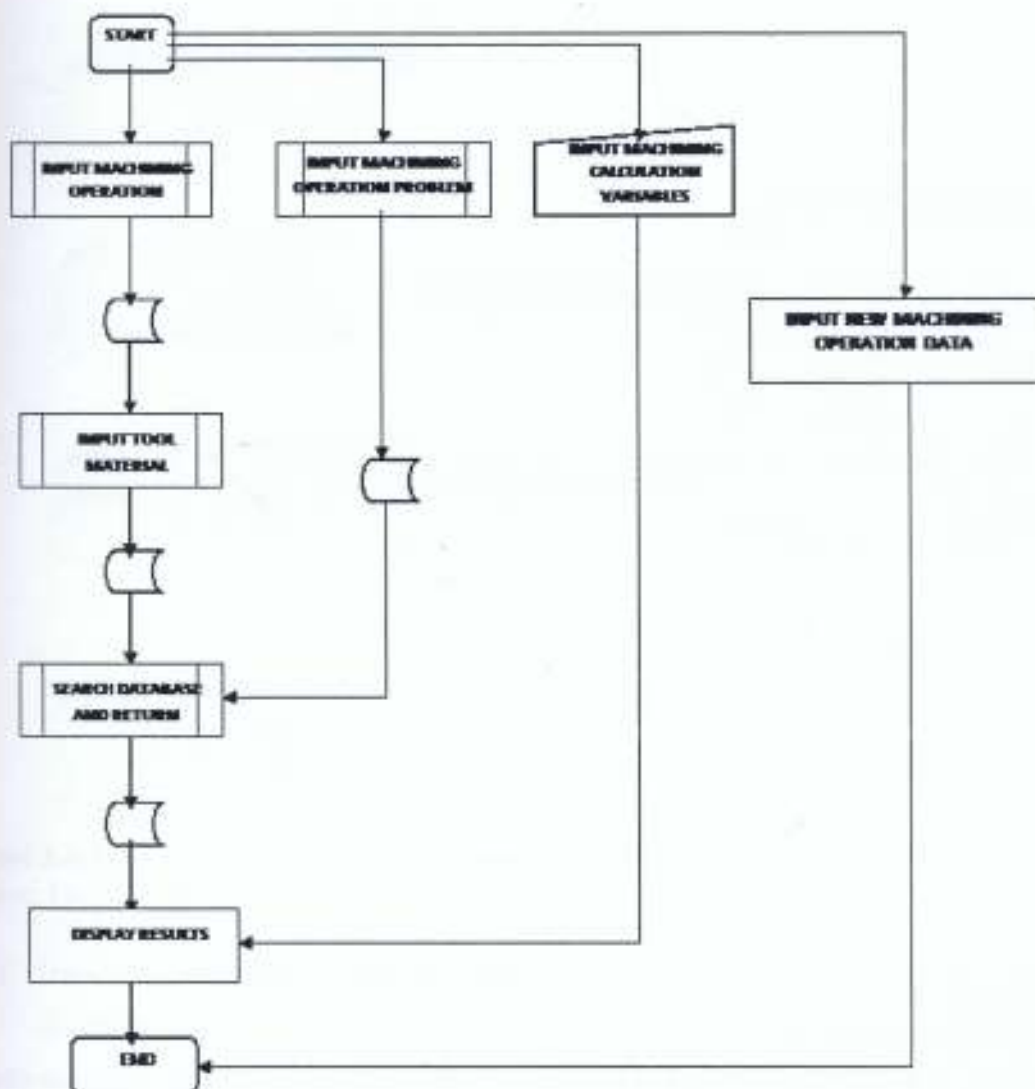 START
INPUT MACHINING
OPERATION
INPUT MACHINING
OPERATION PROBLEM
INPUT MACHINING
CALCULATION
VARIABLES
INPUT NEW MACHINING
OPERATION DATA
INPUT TOOL
MATERIAL
SEARCH DATABASE
AND RETURN
DISPLAY RESULTS
END